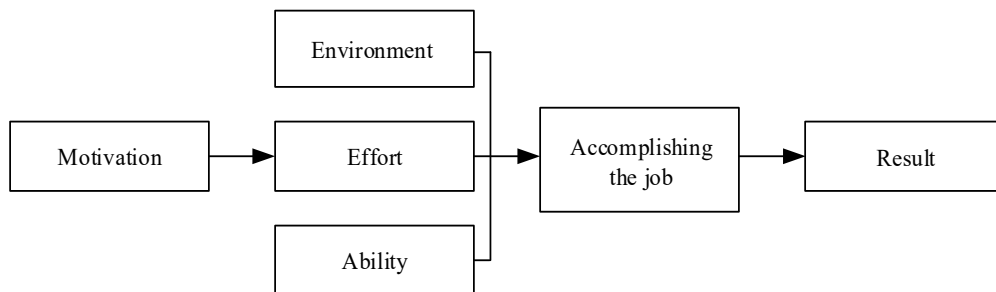 Environment
Motivation
Effort
Accomplishing
the job
Result
Ability